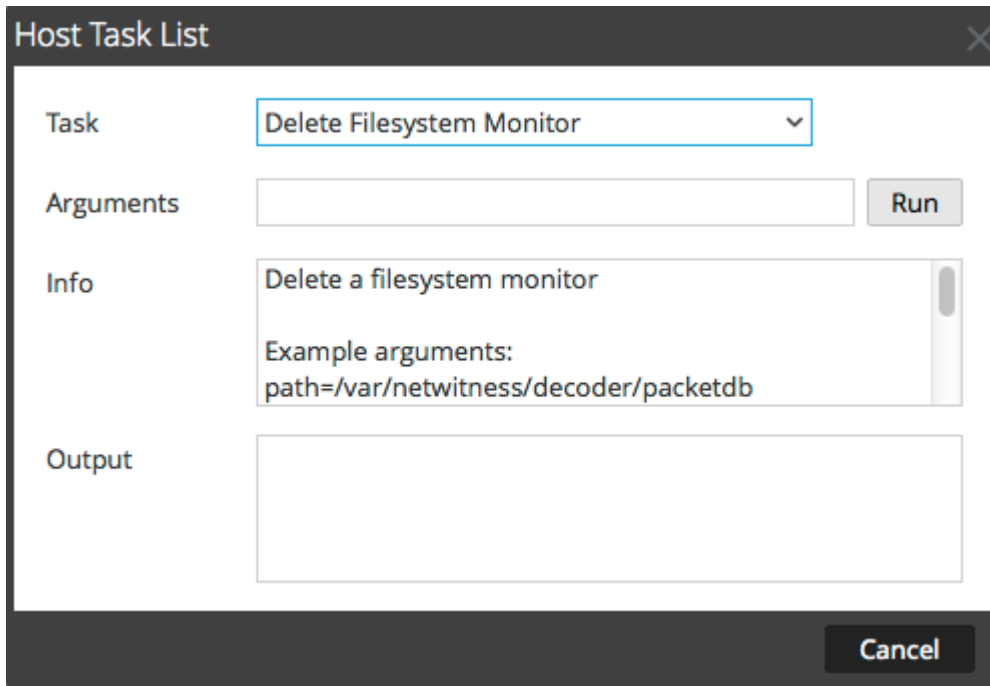 Host Task List
Task
Delete Filesystem Monitor
Arguments
Run
Info
Delete a filesystem monitor
Example arguments:
path=/var/netwitness/decoder/packetdb
Output
Cancel